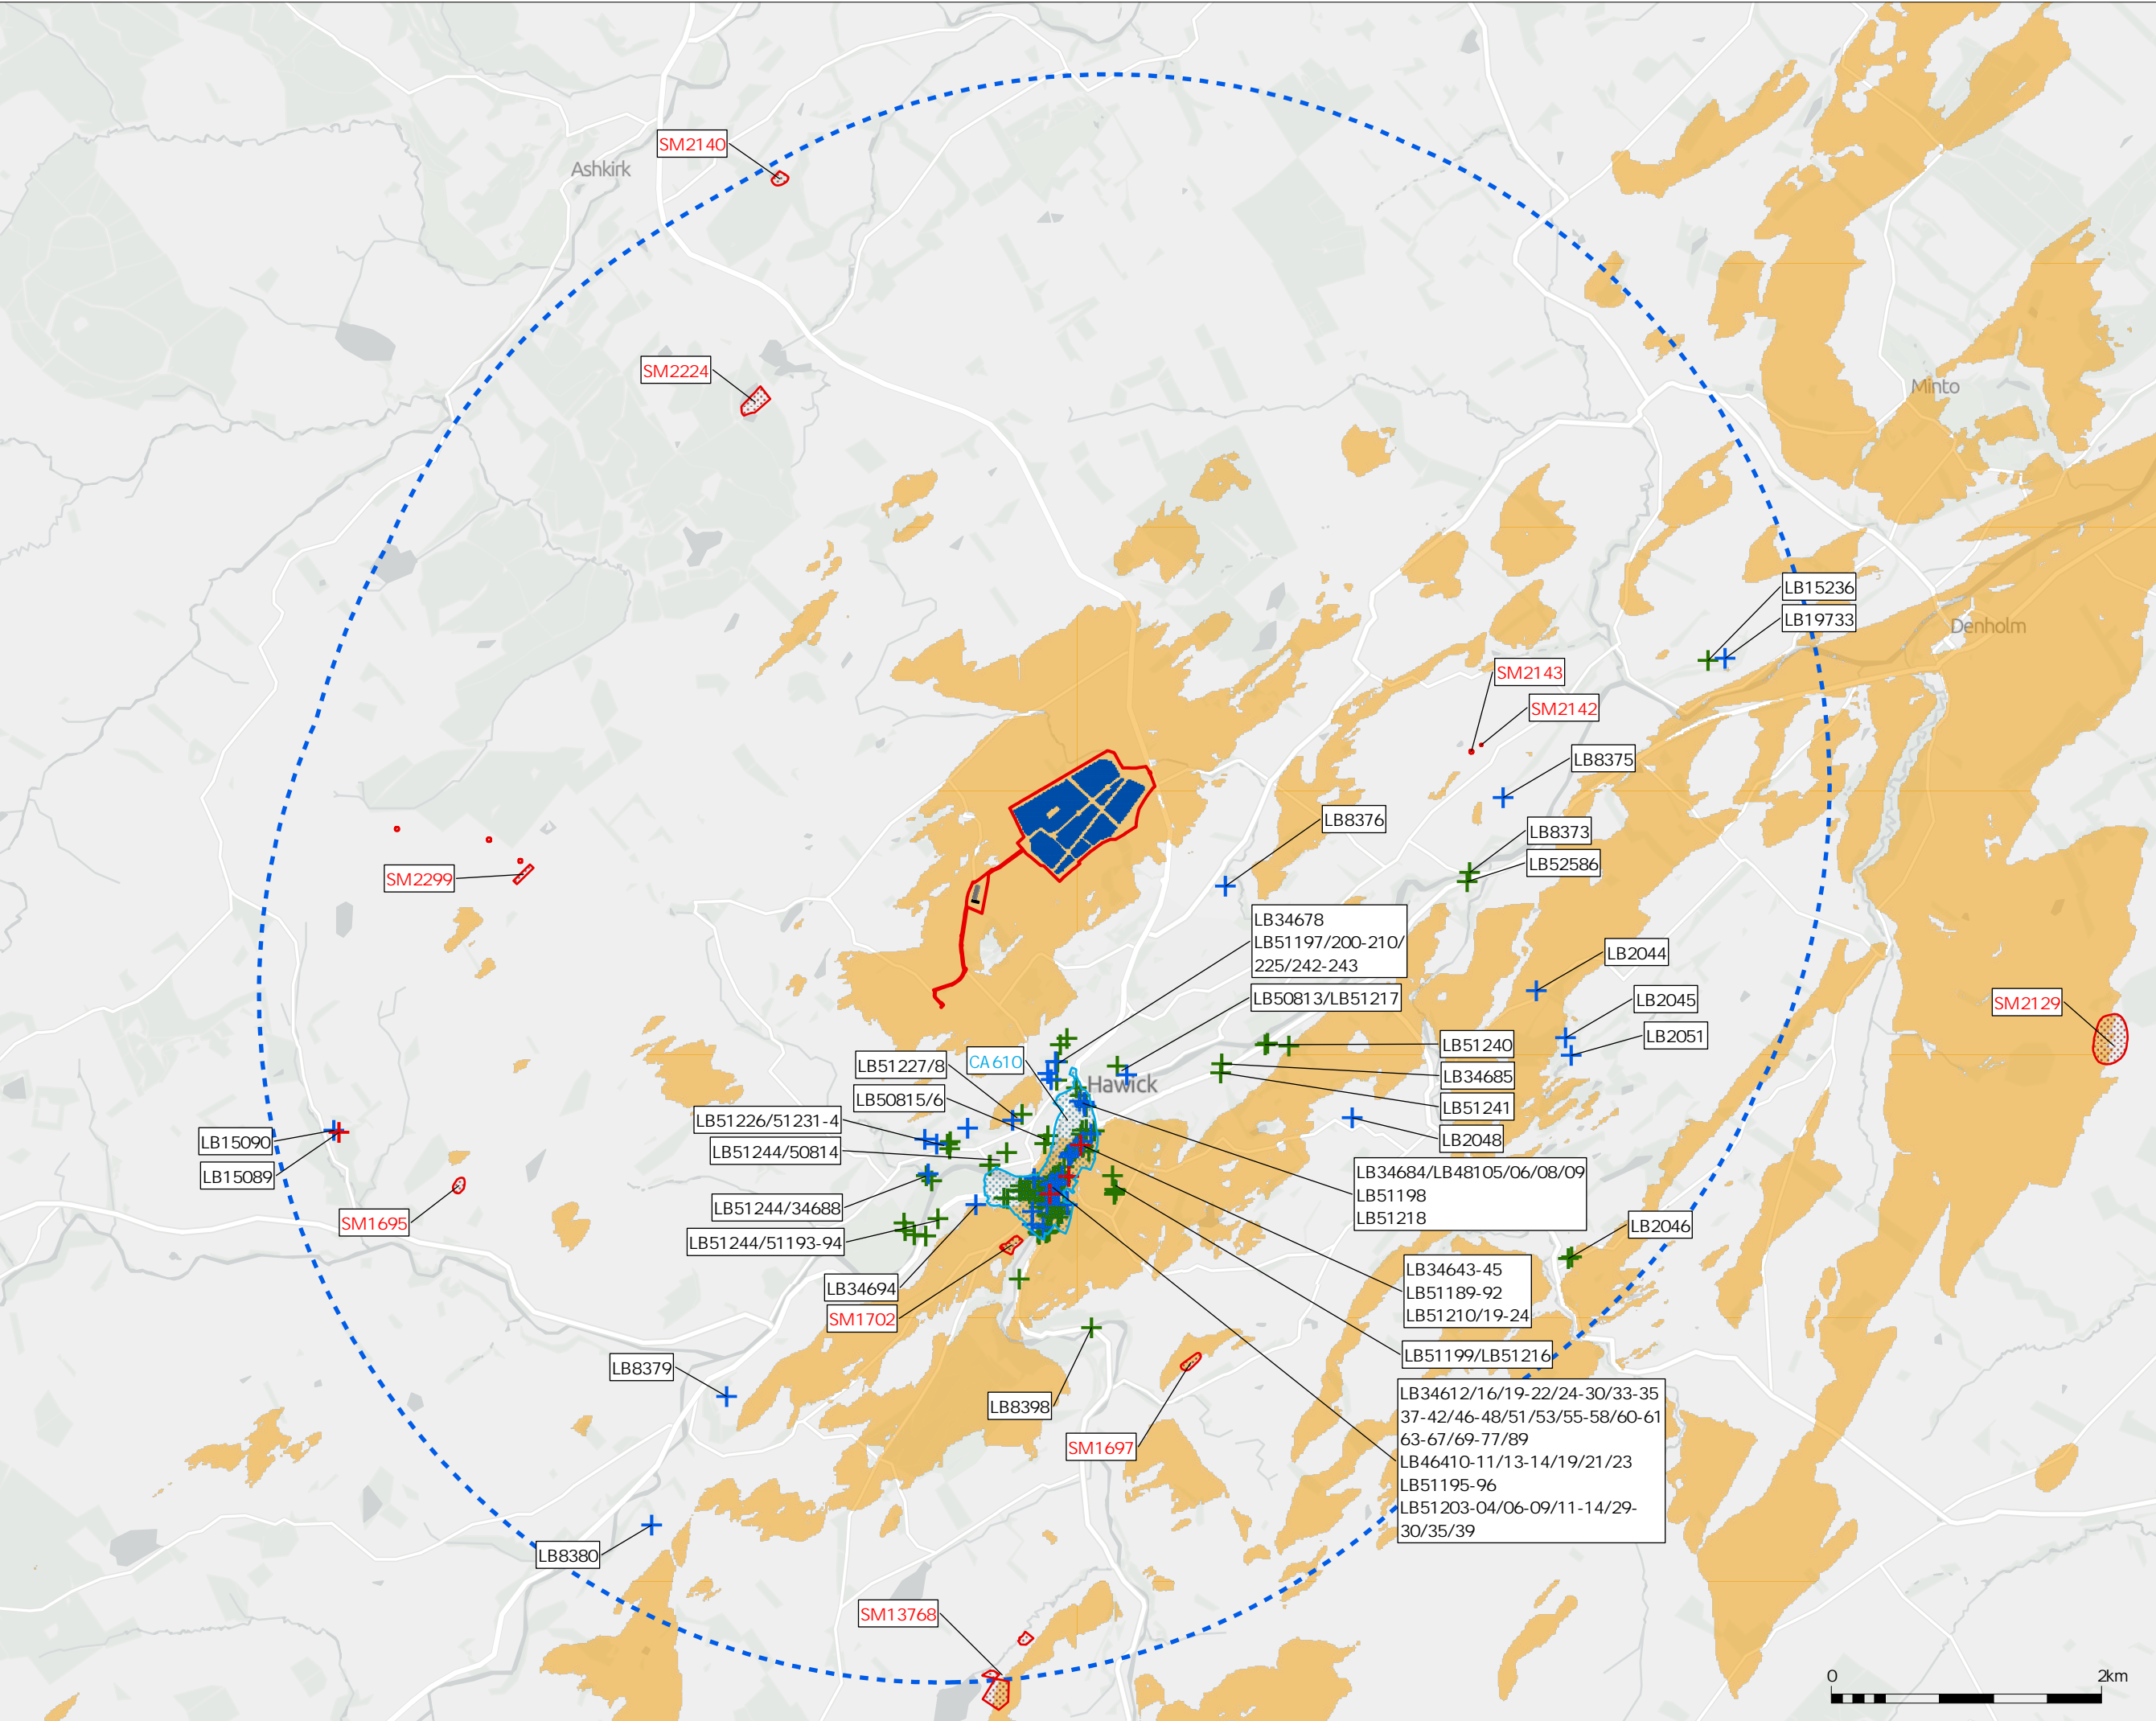 SM2140
Ashkirk
SM2224
Minto
LB15236
LB19733
Denholm
SM2143
SM2142
LB8375
LB8376
LB8373
LB52586
SM2299
LB34678
LB51197/200-210/
225/242-243
LB2044
LB50813/LB51217
LB2045
SM2129
LB2051
LB51240
CA610
LB51227/8
LB34685
Hawick
LB50815/6
LB51241
LB51226/51231-4
LB2048
LB15090
LB51244/50814
LB15089
LB34684/LB48105/06/08/09
LB51198
LB51218
LB51244/34688
SM1695
LB2046
LB51244/51193-94
LB34643-45
LB51189-92
LB51210/19-24
LB34694
SM1702
LB51199/LB51216
LB8379
LB8398
LB34612/16/19-22/24-30/33-35
37-42/46-48/51/53/55-58/60-61
63-67/69-77/89
LB46410-11/13-14/19/21/23
LB51195-96
LB51203-04/06-09/11-14/29-
30/35/39
SM1697
LB8380
SM13768
0 2km